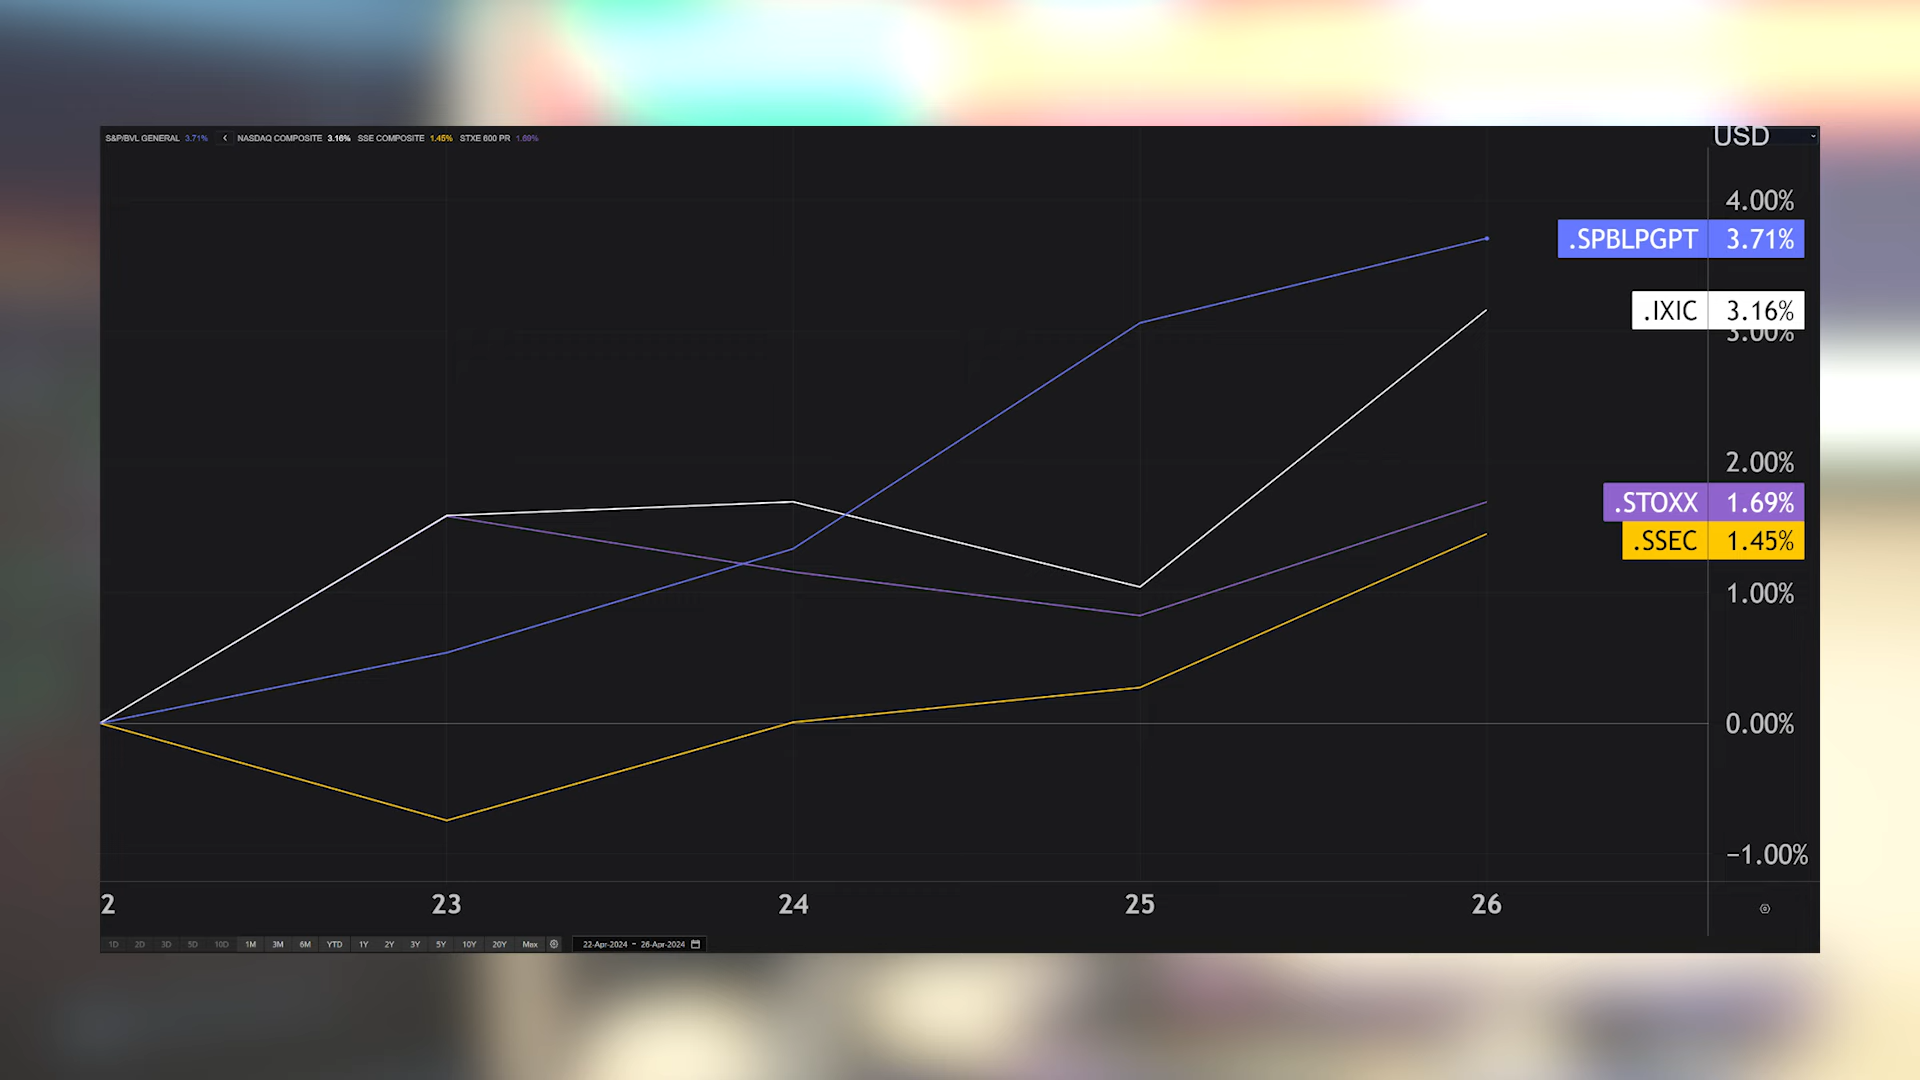 S&P/BVL GENERAL 3.71% NASDAQ COMPOSITE 3.16% SSE COMPOSITE 1.45% STXE 600 PR 1.69%
USD
4.00%
.SPBLPGPT 3.71%
.IXIC 3.16%
3.00%
2.00%
.STOXX 1.69%
.SSEC 1.45%
1.00%
0.00%
−1.00%
2 23 24 25 26
1D 2D 3D 5D 10D 1M 3M 6M YTD 1Y 2Y 3Y 5Y 10Y 20Y Max 22-Apr-2024 – 26-Apr-2024